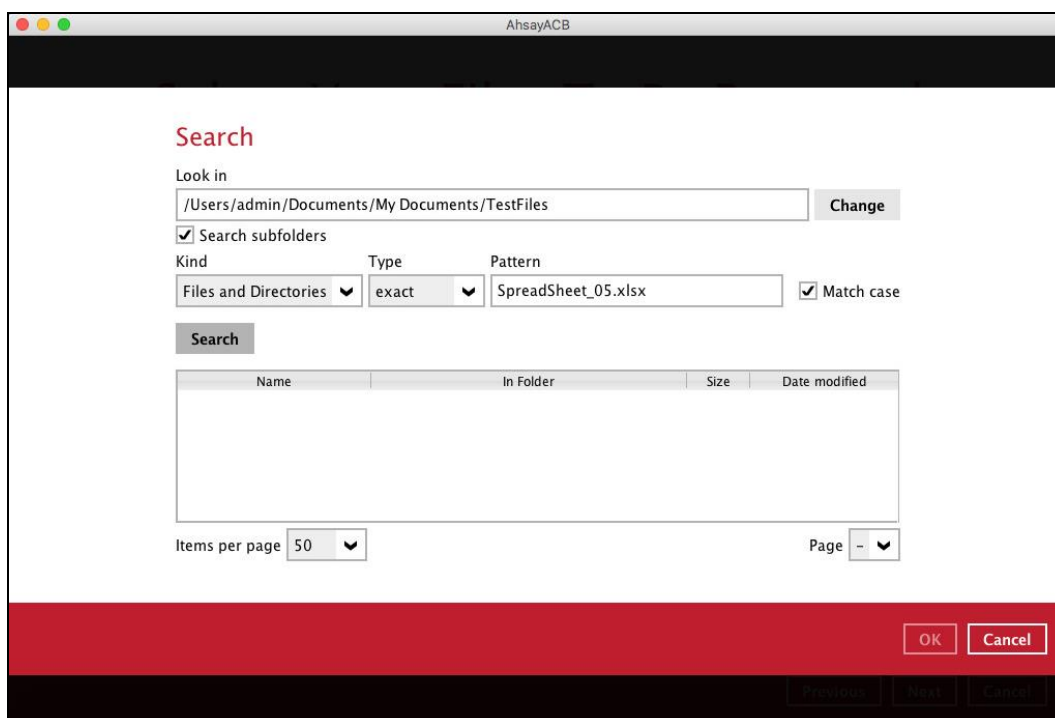 AhsayACB
Search
Look in
/Users/admin/Documents/My Documents/TestFiles
Change
Search subfolders
Kind Type Pattern
Files and Directories exact SpreadSheet_05.xlsx Match case
Search
Name In Folder Size Date modified
Items per page 50 Page -
OK Cancel
Previous Next Cancel